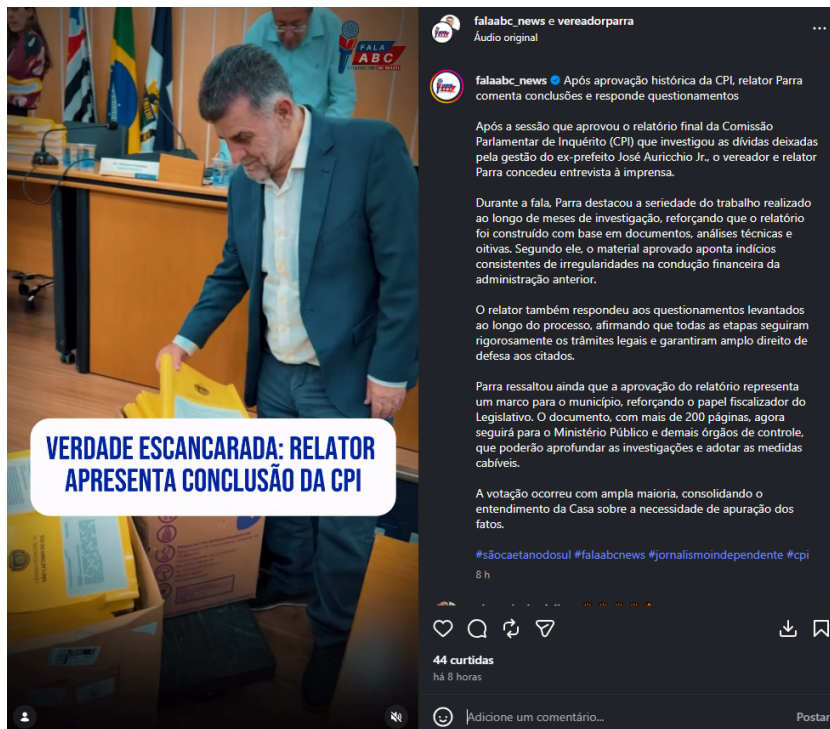 FALA
ABC
VERDADE ESCANCARADA: RELATOR
APRESENTA CONCLUSÃO DA CPI
falaabc_news e vereadorparra
Áudio original
falaabc_news Após aprovação histórica da CPI, relator Parra
comenta conclusões e responde questionamentos
Após a sessão que aprovou o relatório final da Comissão
Parlamentar de Inquérito (CPI) que investigou as dívidas deixadas
pela gestão do ex-prefeito José Auricchio Jr., o vereador e relator
Parra concedeu entrevista à imprensa.
Durante a fala, Parra destacou a seriedade do trabalho realizado
ao longo de meses de investigação, reforçando que o relatório
foi construído com base em documentos, análises técnicas e
oitivas. Segundo ele, o material aprovado aponta indícios
consistentes de irregularidades na condução financeira da
administração anterior.
O relator também respondeu aos questionamentos levantados
ao longo do processo, afirmando que todas as etapas seguiram
rigorosamente os trâmites legais e garantiram amplo direito de
defesa aos citados.
Parra ressaltou ainda que a aprovação do relatório representa
um marco para o município, reforçando o papel fiscalizador do
Legislativo. O documento, com mais de 200 páginas, agora
seguirá para o Ministério Público e demais órgãos de controle,
que poderão aprofundar as investigações e adotar as medidas
cabíveis.
A votação ocorreu com ampla maioria, consolidando o
entendimento da Casa sobre a necessidade de apuração dos
fatos.
#sãocaetanodosul #falaabcnews #jornalismoindependente #cpi
8 h
44 curtidas
há 8 horas
Adicione um comentário...
Postar